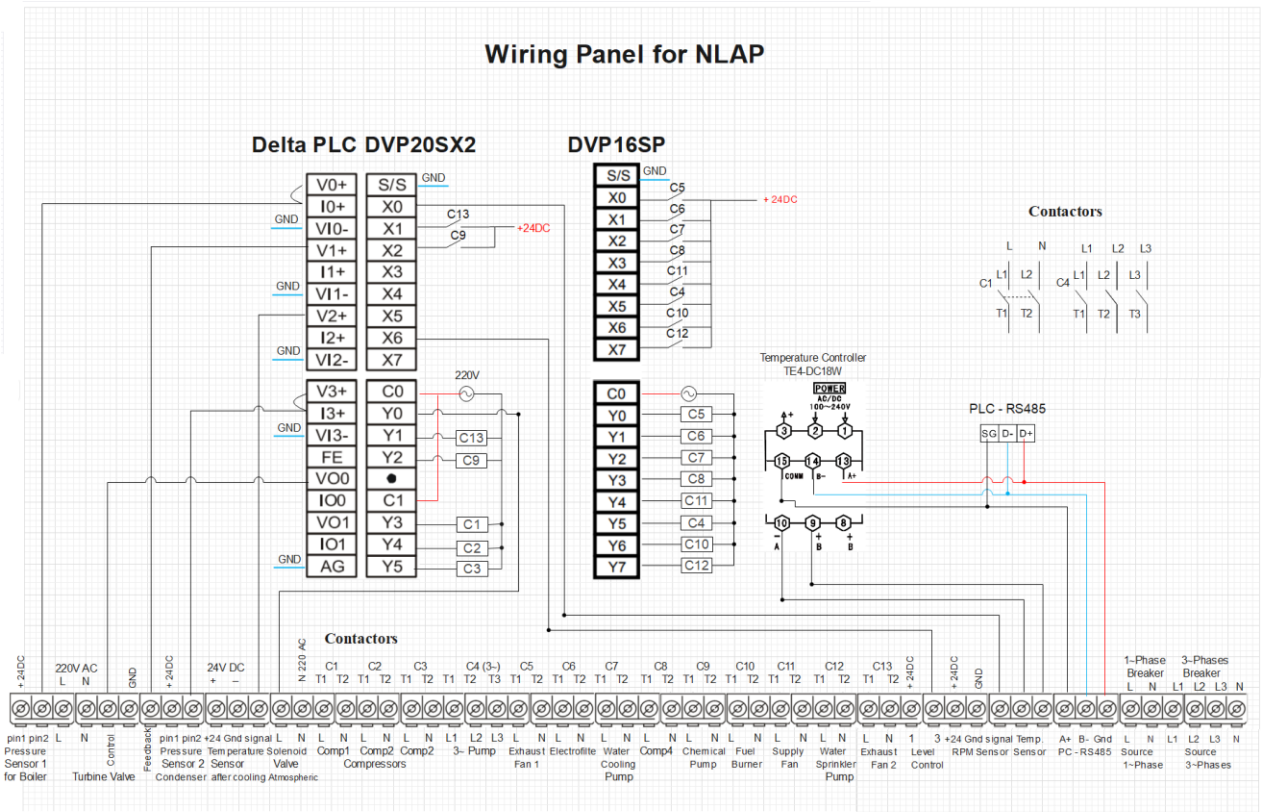 Wiring Panel for NLAP
Delta PLC DVP20SX2
DVP16SP
V0+
I0+
VI0-
V1+
I1+
VI1-
V2+
I2+
VI2-
GND
GND
GND
S/S
X0
X1
X2
X3
X4
X5
X6
X7
GND
C13
C9
+24DC
S/S
X0
X1
X2
X3
X4
X5
X6
X7
GND
C5
C6
C7
C8
C11
C4
C10
C12
+ 24DC
Contactors
L N L1 L2 L3
C1 L1 L2 C4 L1 L2 L3
T1 T2 T1 T2 T3
V3+
I3+
VI3-
FE
VO0
IO0
VO1
IO1
AG
GND
GND
C0
Y0
Y1
Y2
C1
Y3
Y4
Y5
220V
C13
C9
C1
C2
C3
C0
Y0
Y1
Y2
Y3
Y4
Y5
Y6
Y7
C5
C6
C7
C8
C11
C4
C10
C12
Temperature Controller
TE4-DC18W
POWER
AC/DC
100~240V
3 2 1
15 14 13
COMM B- A+
10 9 8
- + +
A B B
PLC - RS485
SG D- D+
Contactors
+ 24DC
220V AC
L N
GND
+ 24DC
24V DC
+ –
N 220 AC
C1 C2 C3 C4 (3~) C5 C6 C7 C8 C9 C10 C11 C12 C13
T1 T2 T1 T2 T1 T2 T1 T2 T3 T1 T2 T1 T2 T1 T2 T1 T2 T1 T2 T1 T2 T1 T2 T1 T2 T1 T2
+ 24DC
+ 24DC
GND
1~Phase
Breaker
L N
3~Phases
Breaker
L1 L2 L3 N
pin1 pin2
Pressure
Sensor 1
for Boiler
L N Control Feedback
Turbine Valve
pin1 pin2
Pressure
Sensor 2
Condenser
+24 Gnd signal
Temperature
Sensor
after cooling
L N
Solenoid
Valve
Atmospheric
L N L N L N
Comp1 Comp2 Comp2
Compressors
L1 L2 L3
3~ Pump
L N
Exhaust
Fan 1
L N
Electrofilte
L N
Water
Cooling
Pump
L N
Comp4
L N
Chemical
Pump
L N
Fuel
Burner
L N
Supply
Fan
L N
Water
Sprinkler
Pump
L N
Exhaust
Fan 2
1 3
Level
Control
+24 Gnd signal
RPM Sensor
Temp.
Sensor
A+ B- Gnd
PC - RS485
L N
Source
1~Phase
L1 L2 L3 N
Source
3~Phases